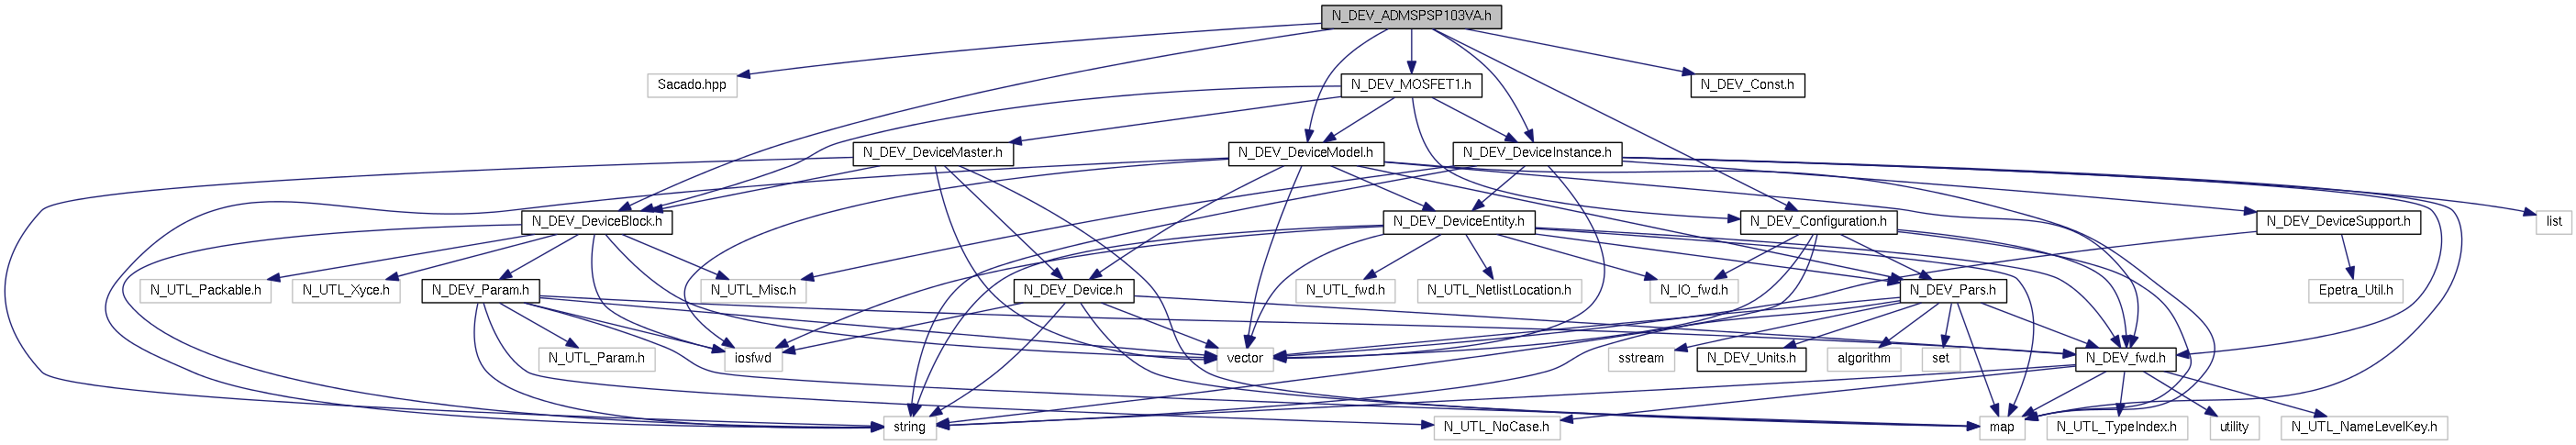 N_DEV_ADMSPSP103VA.h
Sacado.hpp
N_DEV_MOSFET1.h
N_DEV_Const.h
N_DEV_DeviceMaster.h
N_DEV_DeviceModel.h
N_DEV_DeviceInstance.h
N_DEV_DeviceBlock.h
N_DEV_DeviceEntity.h
N_DEV_Configuration.h
N_DEV_DeviceSupport.h
list
N_UTL_Packable.h
N_UTL_Xyce.h
N_DEV_Param.h
N_UTL_Misc.h
N_DEV_Device.h
N_UTL_fwd.h
N_UTL_NetlistLocation.h
N_IO_fwd.h
N_DEV_Pars.h
Epetra_Util.h
N_UTL_Param.h
iosfwd
vector
sstream
N_DEV_Units.h
algorithm
set
N_DEV_fwd.h
string
N_UTL_NoCase.h
map
N_UTL_TypeIndex.h
utility
N_UTL_NameLevelKey.h